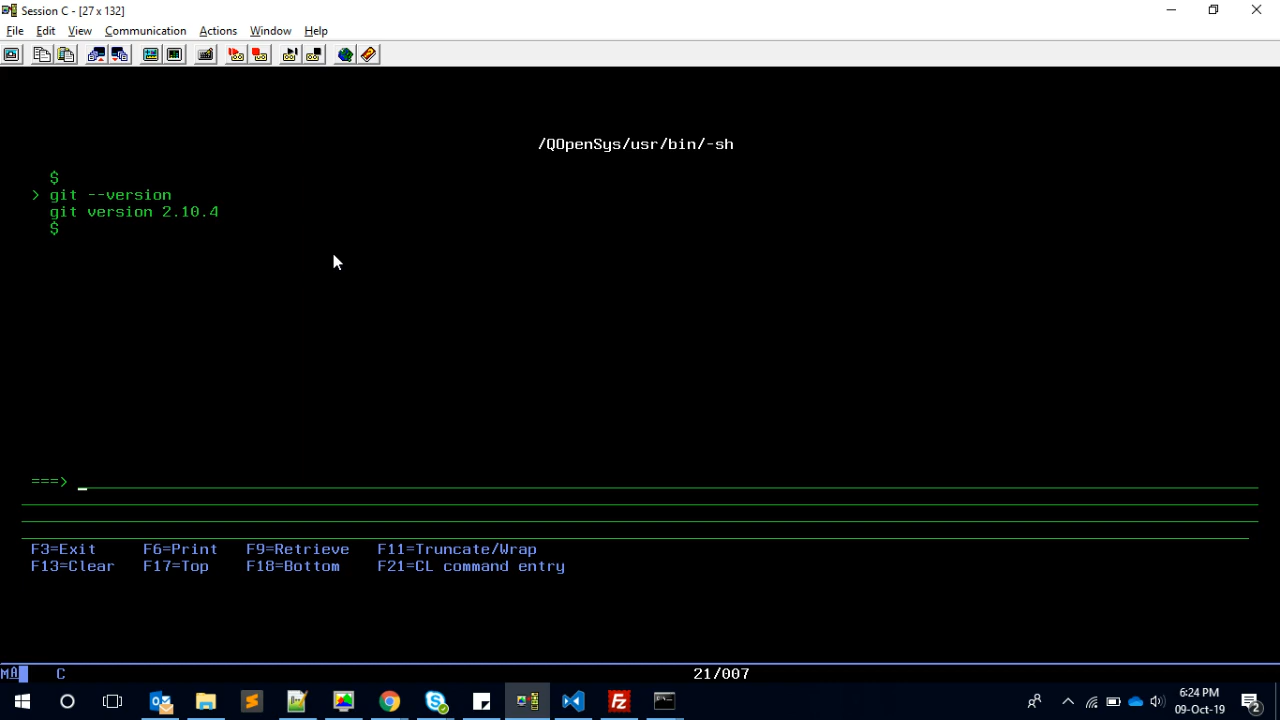 Session C - [27 x 132]
File Edit View Communication Actions Window Help
/QOpenSys/usr/bin/-sh
$
> git --version
git version 2.10.4
$
===>
F3=Exit F6=Print F9=Retrieve F11=Truncate/Wrap
F13=Clear F17=Top F18=Bottom F21=CL command entry
MA C 21/007
6:24 PM
09-Oct-19
2